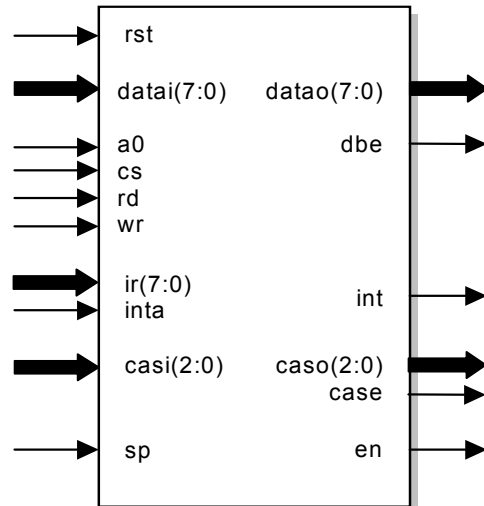 rst
datai(7:0) datao(7:0)
a0 dbe
cs
rd
wr
ir(7:0)
int
inta
casi(2:0) caso(2:0)
case
sp en